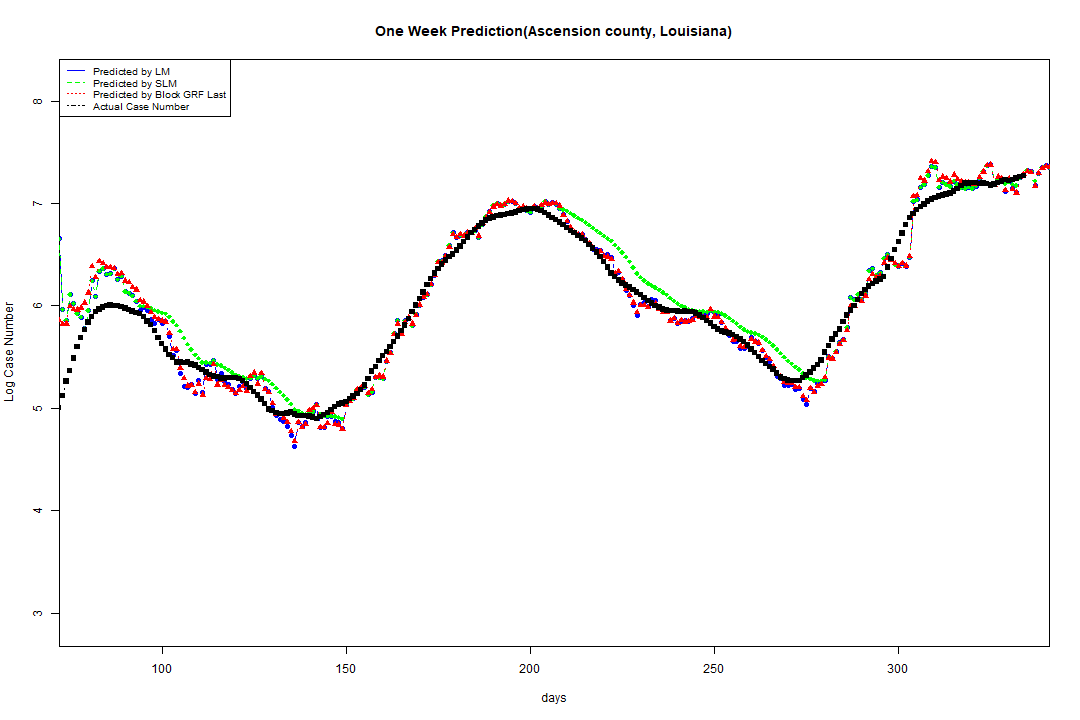 One Week Prediction(Ascension county, Louisiana)
Predicted by LM
Predicted by SLM
Predicted by Block GRF Last
Actual Case Number
8
7
6
5
4
3
Log Case Number
100 150 200 250 300
days